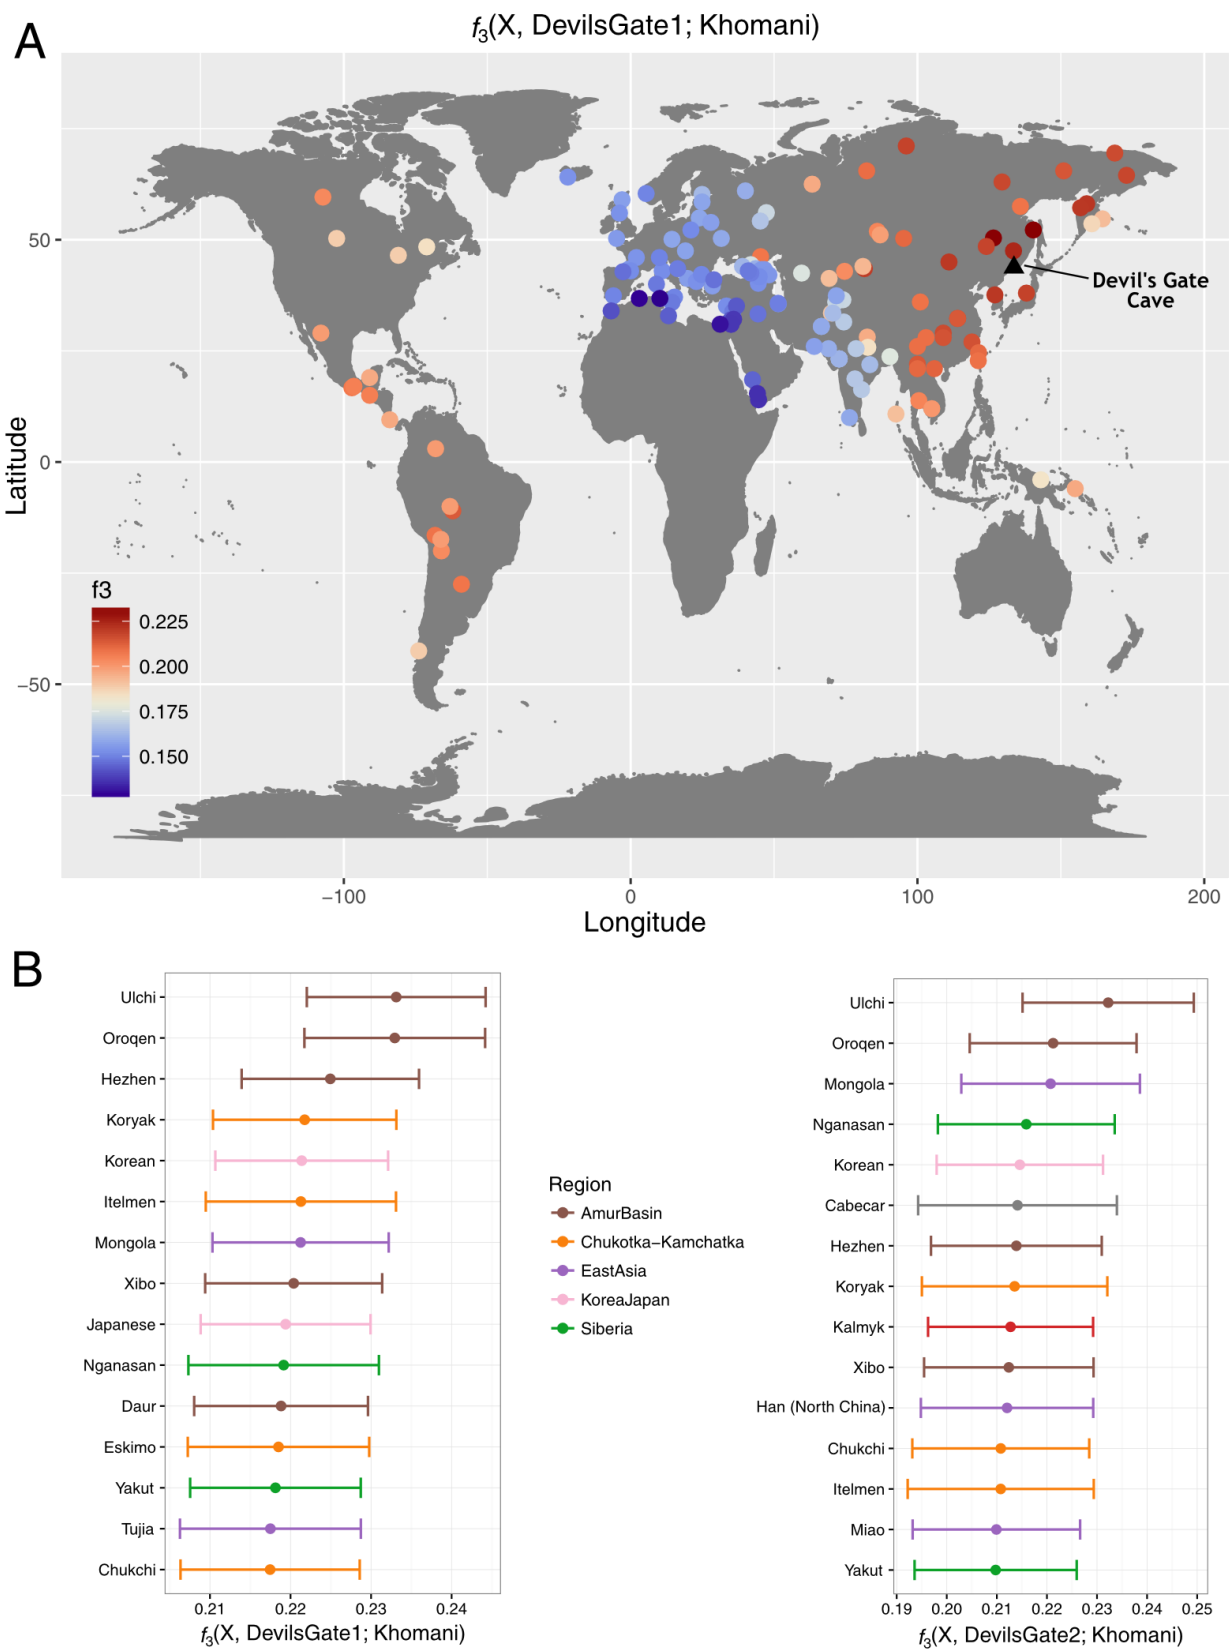 A
f3(X, DevilsGate1; Khomani)
50
0
−50
Latitude
Devil's Gate
Cave
f3
0.225
0.200
0.175
0.150
−100
0
100
200
Longitude
B
Ulchi
Oroqen
Hezhen
Koryak
Korean
Itelmen
Mongola
Xibo
Japanese
Nganasan
Daur
Eskimo
Yakut
Tujia
Chukchi
0.21
0.22
0.23
0.24
f3(X, DevilsGate1; Khomani)
Region
AmurBasin
Chukotka−Kamchatka
EastAsia
KoreaJapan
Siberia
Ulchi
Oroqen
Mongola
Nganasan
Korean
Cabecar
Hezhen
Koryak
Kalmyk
Xibo
Han (North China)
Chukchi
Itelmen
Miao
Yakut
0.19
0.20
0.21
0.22
0.23
0.24
0.25
f3(X, DevilsGate2; Khomani)